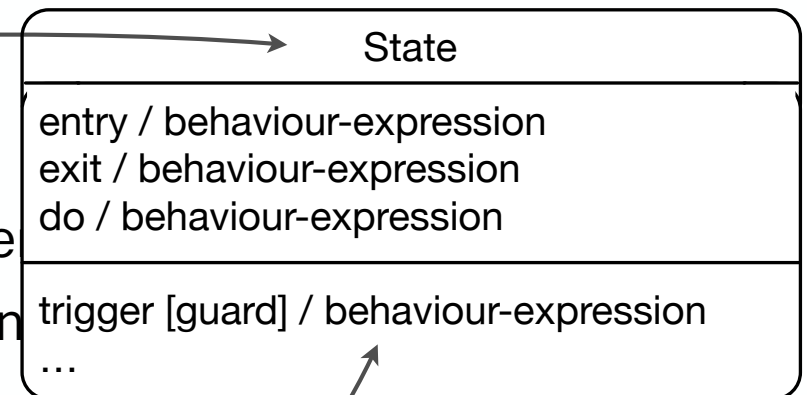 State
entry / behaviour-expression
exit / behaviour-expression
do / behaviour-expression
trigger [guard] / behaviour-expression
...